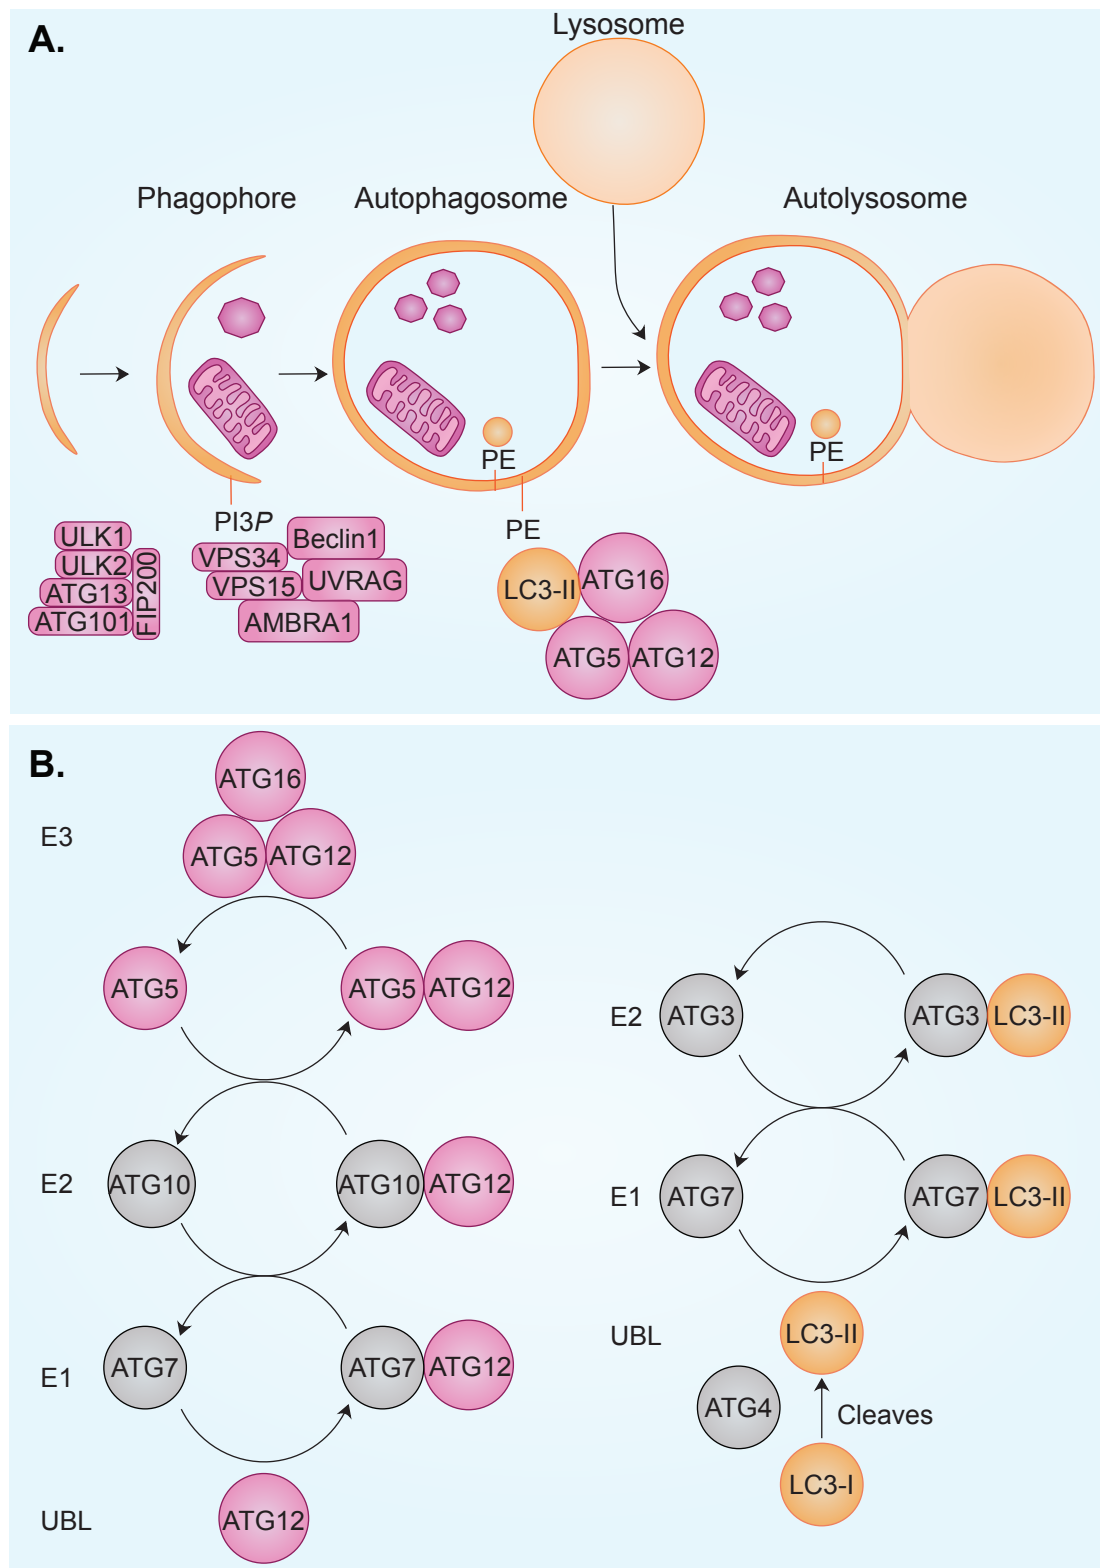 A.
Lysosome
Phagophore
Autophagosome
Autolysosome
PE
PE
PI3P
PE
ULK1
ULK2
ATG13
ATG101
FIP200
Beclin1
VPS34
VPS15
UVRAG
AMBRA1
LC3-II
ATG16
ATG5
ATG12
B.
E3
ATG16
ATG5
ATG12
ATG5
ATG5
ATG12
E2
ATG10
ATG10
ATG12
E1
ATG7
ATG7
ATG12
UBL
ATG12
E2
ATG3
ATG3
LC3-II
E1
ATG7
ATG7
LC3-II
UBL
LC3-II
ATG4
Cleaves
LC3-I